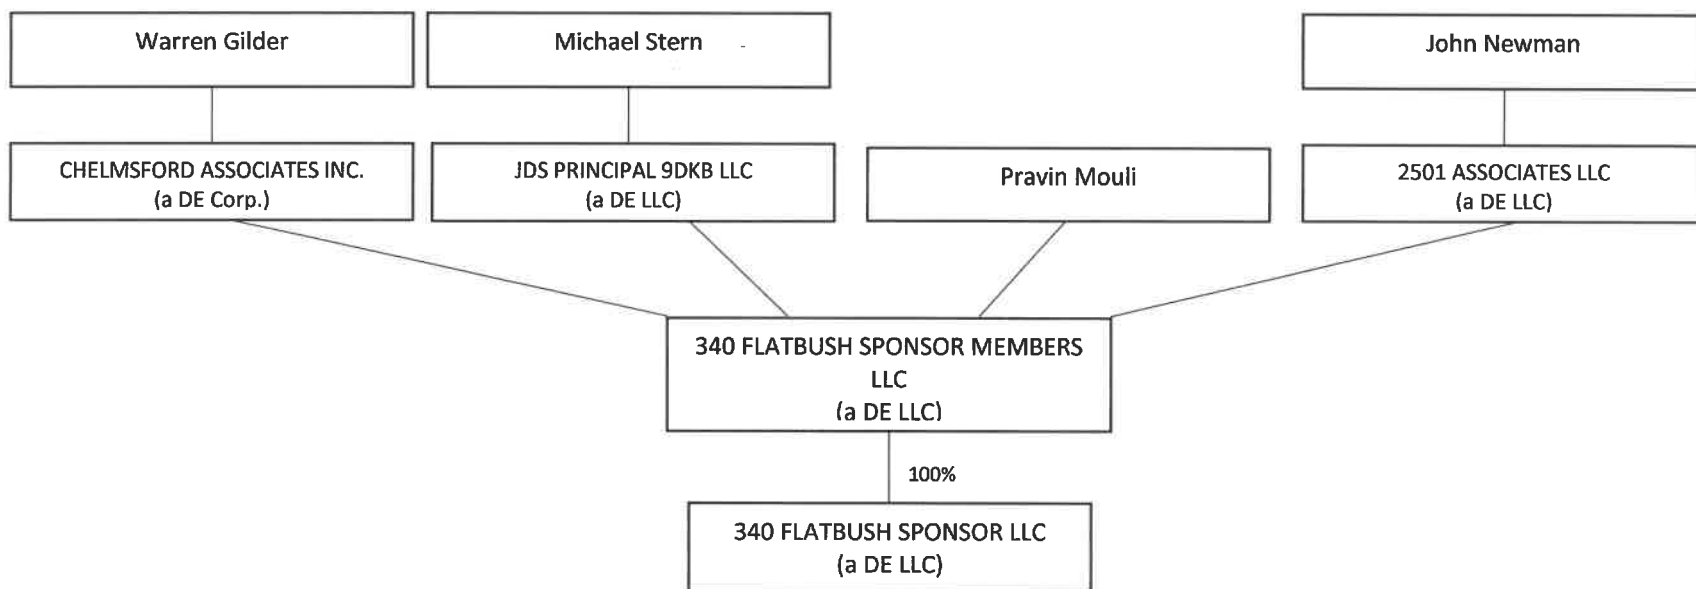 Warren Gilder
Michael Stern
John Newman
CHELMSFORD ASSOCIATES INC.
(a DE Corp.)
JDS PRINCIPAL 9DKB LLC
(a DE LLC)
Pravin Mouli
2501 ASSOCIATES LLC
(a DE LLC)
340 FLATBUSH SPONSOR MEMBERS
LLC
(a DE LLC)
100%
340 FLATBUSH SPONSOR LLC
(a DE LLC)